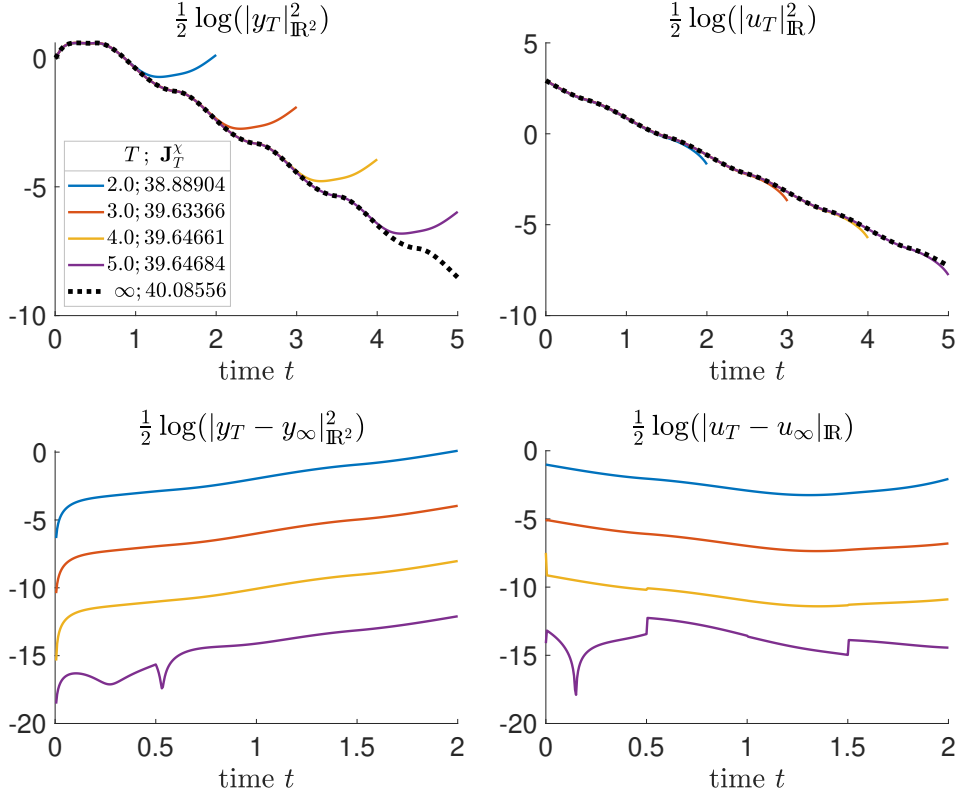 ½ log(|y_T|²_{ℝ²})
0
-5
-10
0 1 2 3 4 5
time t
T ; J_T^χ
2.0; 38.88904
3.0; 39.63366
4.0; 39.64661
5.0; 39.64684
∞; 40.08556
½ log(|u_T|²_ℝ)
5
0
-5
-10
0 1 2 3 4 5
time t
½ log(|y_T − y_∞|²_{ℝ²})
0
-5
-10
-15
-20
0 0.5 1 1.5 2
time t
½ log(|u_T − u_∞|_ℝ)
0
-5
-10
-15
-20
0 0.5 1 1.5 2
time t